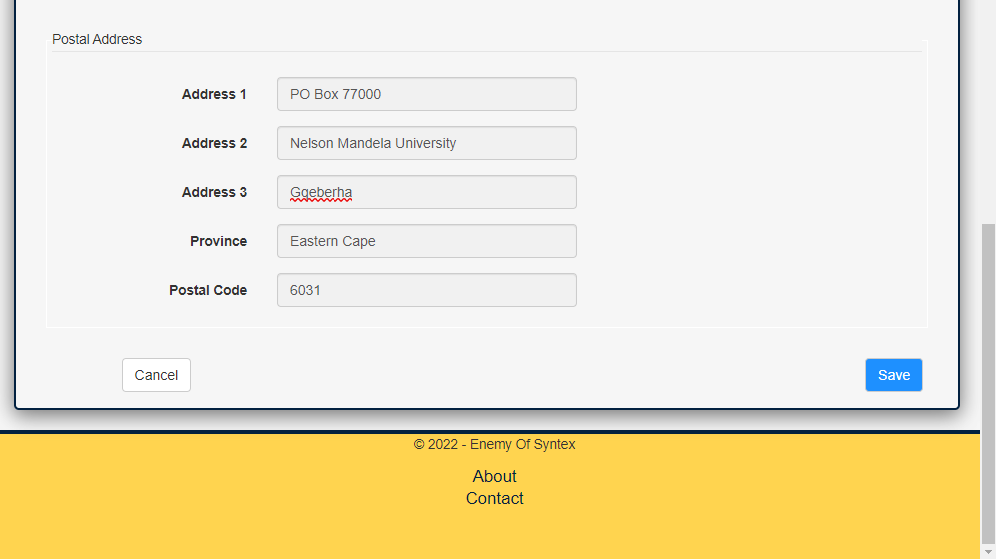 Postal Address
Address 1 PO Box 77000
Address 2 Nelson Mandela University
Address 3 Gqeberha
Province Eastern Cape
Postal Code 6031
Cancel Save
© 2022 - Enemy Of Syntex
About
Contact